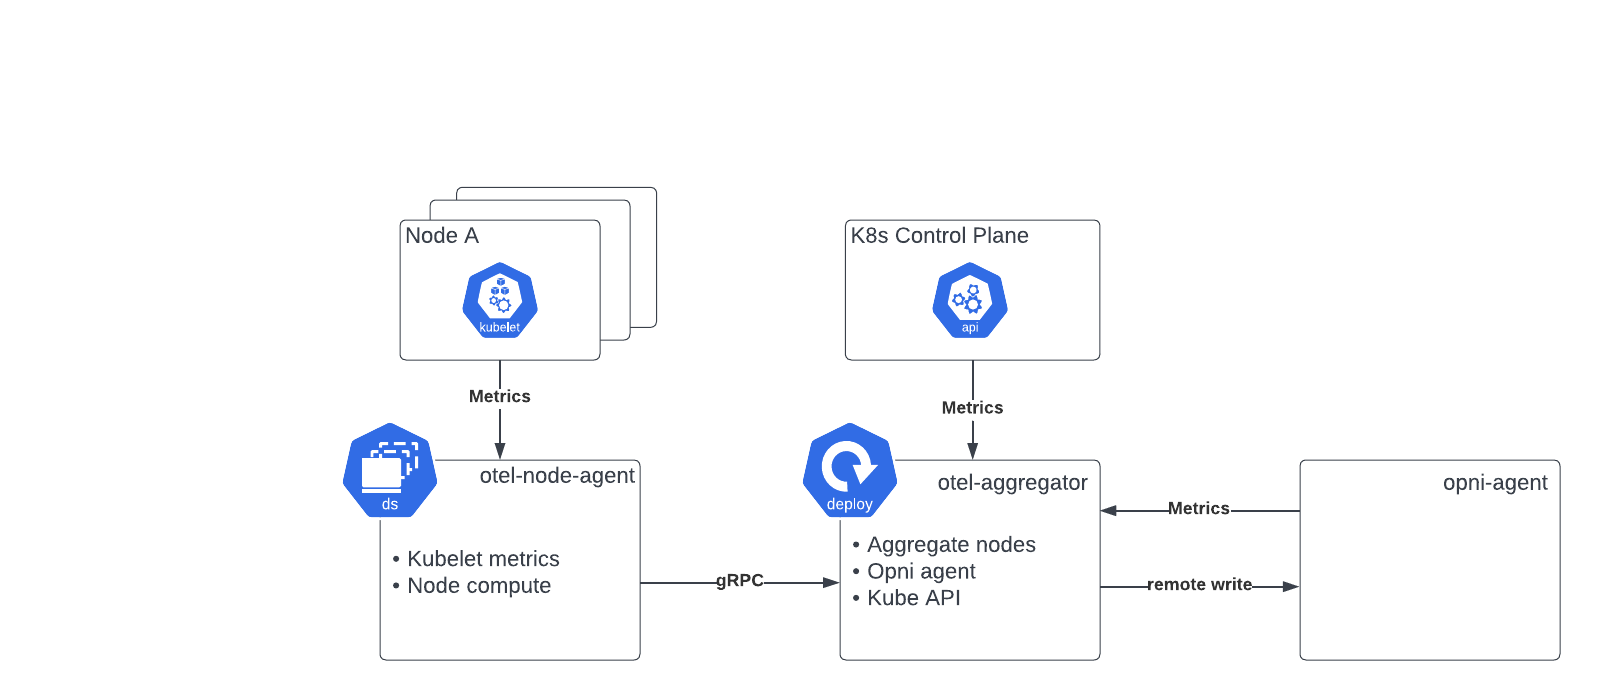 Node A
kubelet
K8s Control Plane
api
Metrics
Metrics
ds
otel-node-agent
• Kubelet metrics
• Node compute
gRPC
deploy
otel-aggregator
• Aggregate nodes
• Opni agent
• Kube API
Metrics
remote write
opni-agent